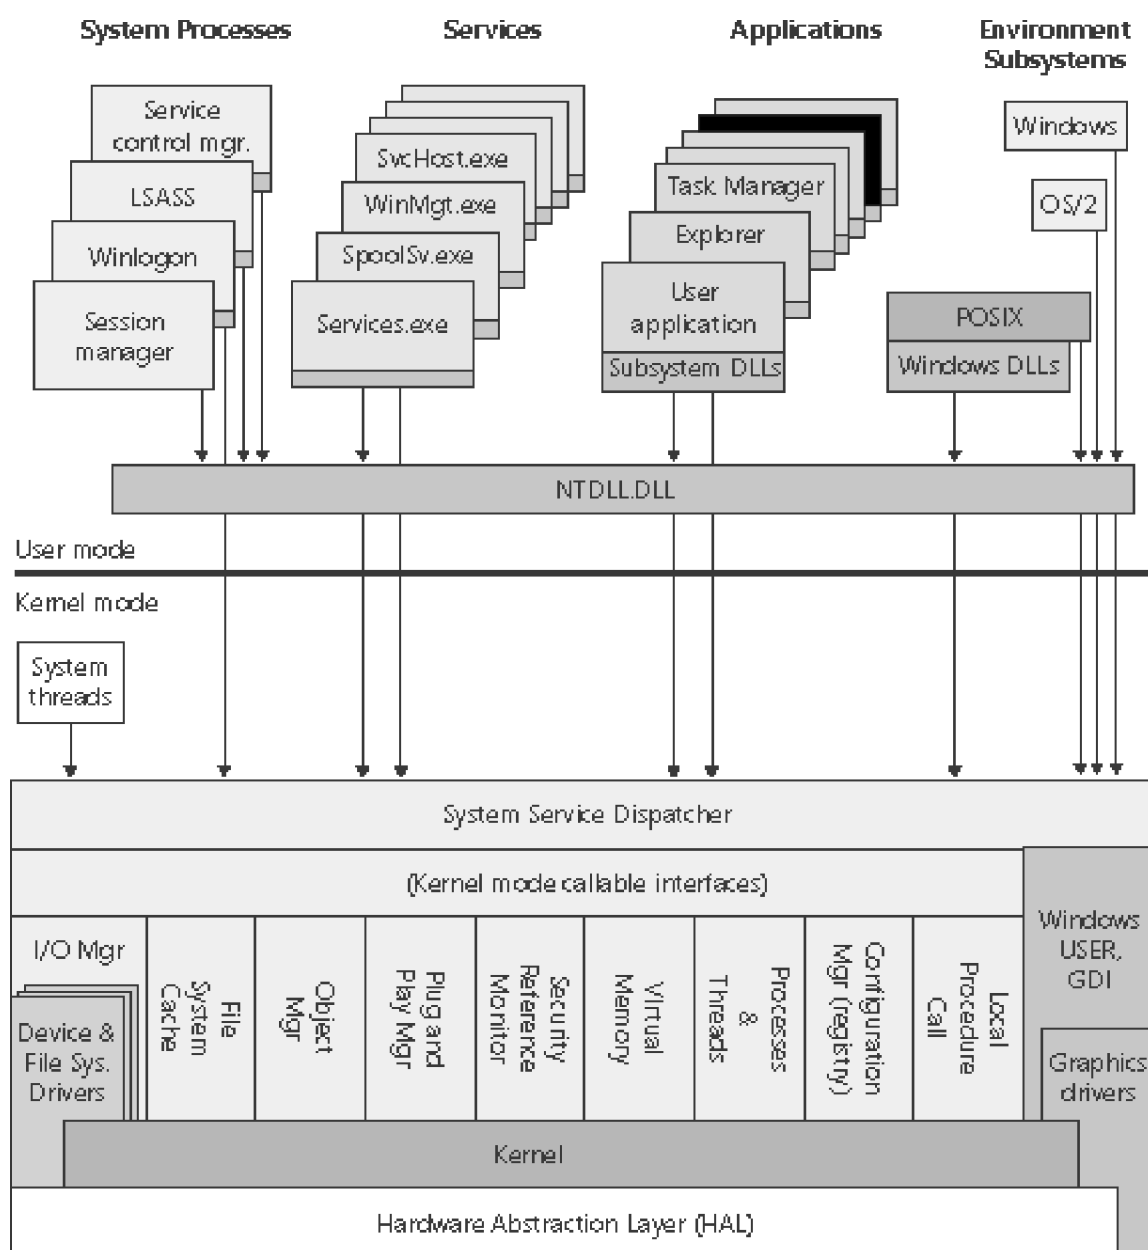 System Processes
Services
Applications
Environment
Subsystems
Service
control mgr.
LSASS
Winlogon
Session
manager
SvcHost.exe
WinMgt.exe
SpoolSv.exe
Services.exe
Task Manager
Explorer
User
application
Subsystem DLLs
Windows
OS/2
POSIX
Windows DLLs
NTDLL.DLL
User mode
Kernel mode
System
threads
System Service Dispatcher
(Kernel mode callable interfaces)
I/O Mgr
Device &
File Sys.
Drivers
File
System
Cache
Object
Mgr
Plug and
Play Mgr
Security
Reference
Monitor
Virtual
Memory
Processes
&
Threads
Configuration
Mgr (registry)
Local
Procedure
Call
Windows
USER,
GDI
Graphics
drivers
Kernel
Hardware Abstraction Layer (HAL)